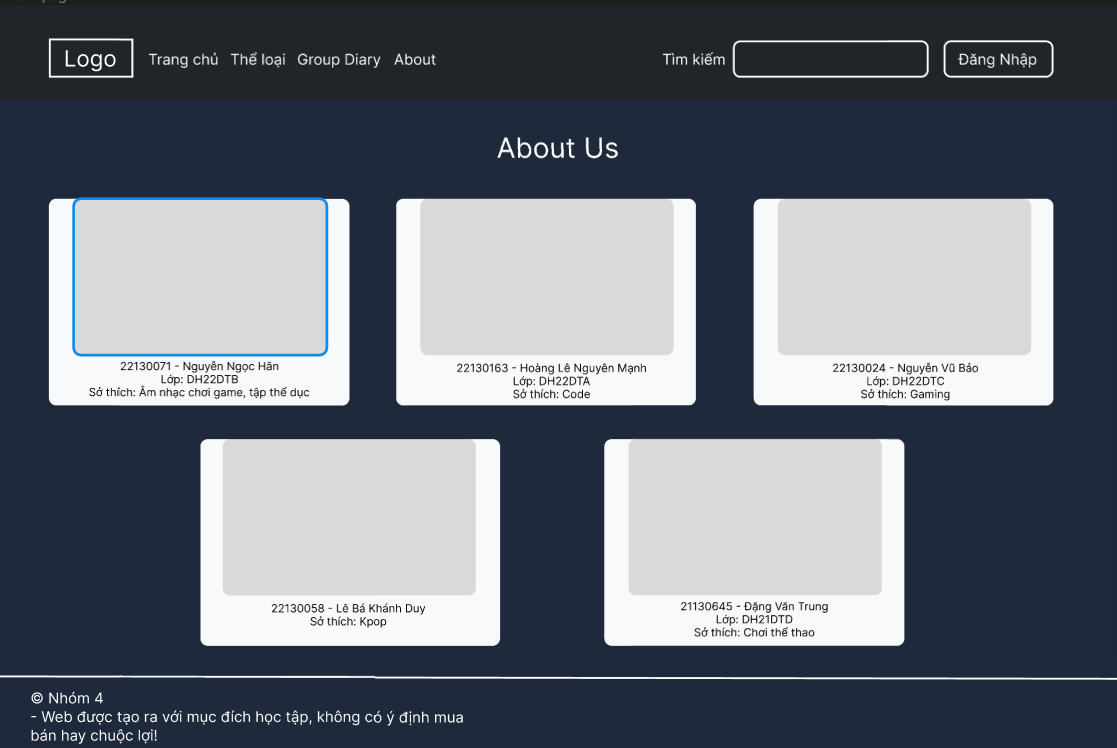 Logo
Trang chủ Thể loại Group Diary About
Tìm kiếm
Đăng Nhập
About Us
22130071 - Nguyễn Ngọc Hân
Lớp: DH22DTB
Sở thích: Âm nhạc chơi game, tập thể dục
22130163 - Hoàng Lê Nguyên Mạnh
Lớp: DH22DTA
Sở thích: Code
22130024 - Nguyễn Vũ Bảo
Lớp: DH22DTC
Sở thích: Gaming
22130058 - Lê Bá Khánh Duy
Sở thích: Kpop
21130645 - Đặng Văn Trung
Lớp: DH21DTD
Sở thích: Chơi thể thao
© Nhóm 4
- Web được tạo ra với mục đích học tập, không có ý định mua
bán hay chuộc lợi!